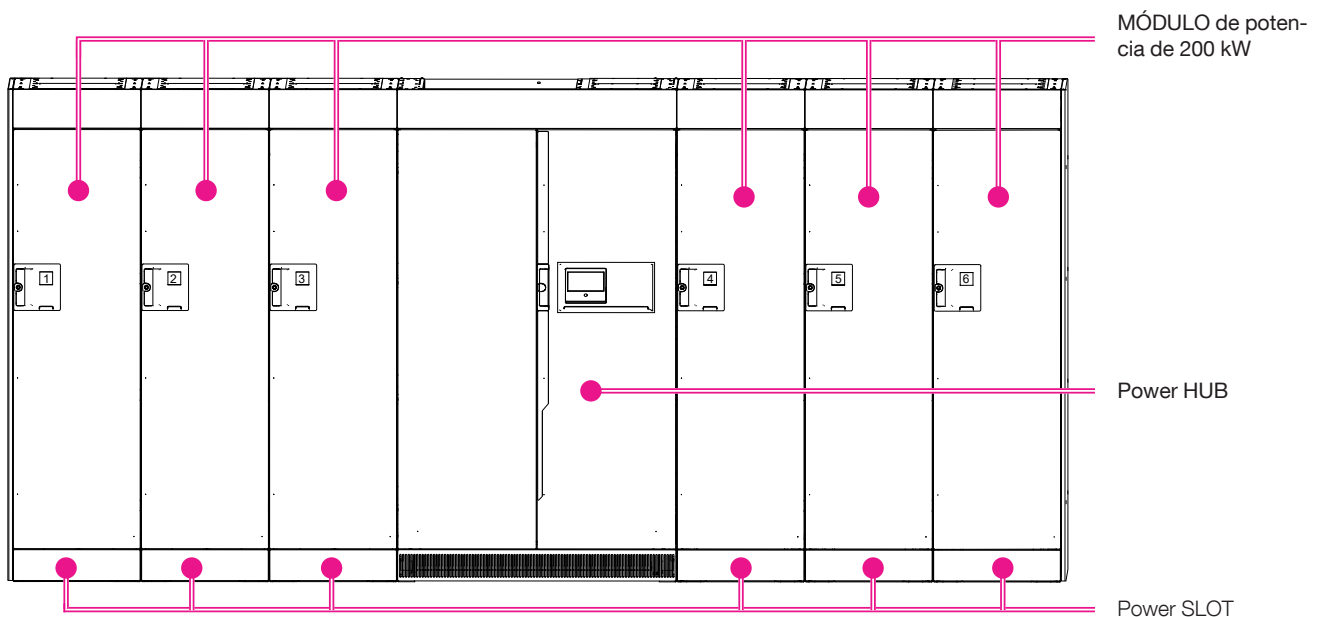 MÓDULO de poten-
cia de 200 kW
1 2 3 4 5 6
Power HUB
Power SLOT